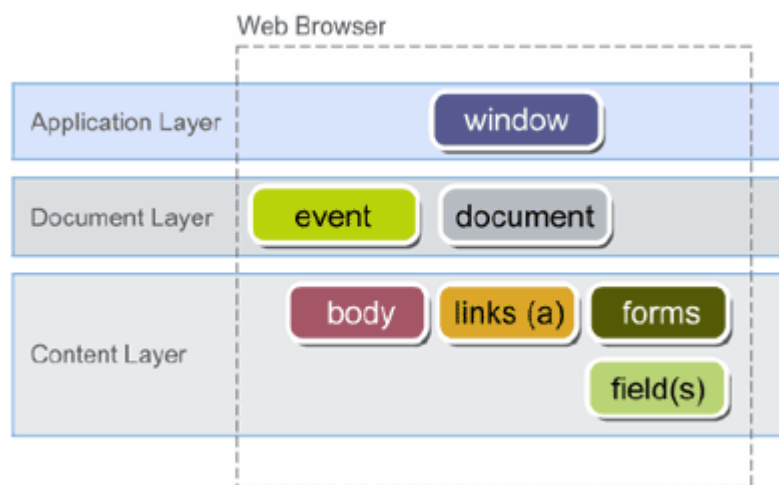 Web Browser
Application Layer
window
Document Layer
event
document
Content Layer
body
links (a)
forms
field(s)